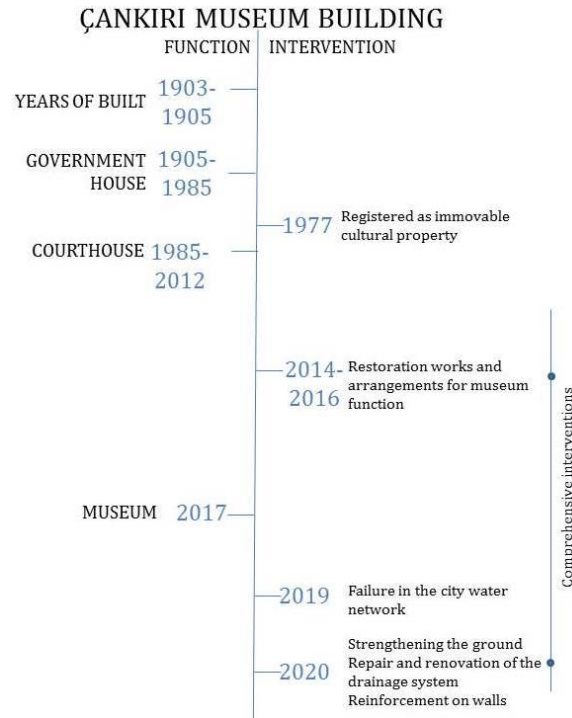 ÇANKIRI MUSEUM BUILDING
FUNCTION
INTERVENTION
YEARS OF BUILT
1903-
1905
GOVERNMENT
HOUSE
1905-
1985
1977
Registered as immovable
cultural property
COURTHOUSE
1985-
2012
2014-
2016
Restoration works and
arrangements for museum
function
MUSEUM
2017
2019
Failure in the city water
network
2020
Strengthening the ground
Repair and renovation of the
drainage system
Reinforcement on walls
Comprehensive interventions